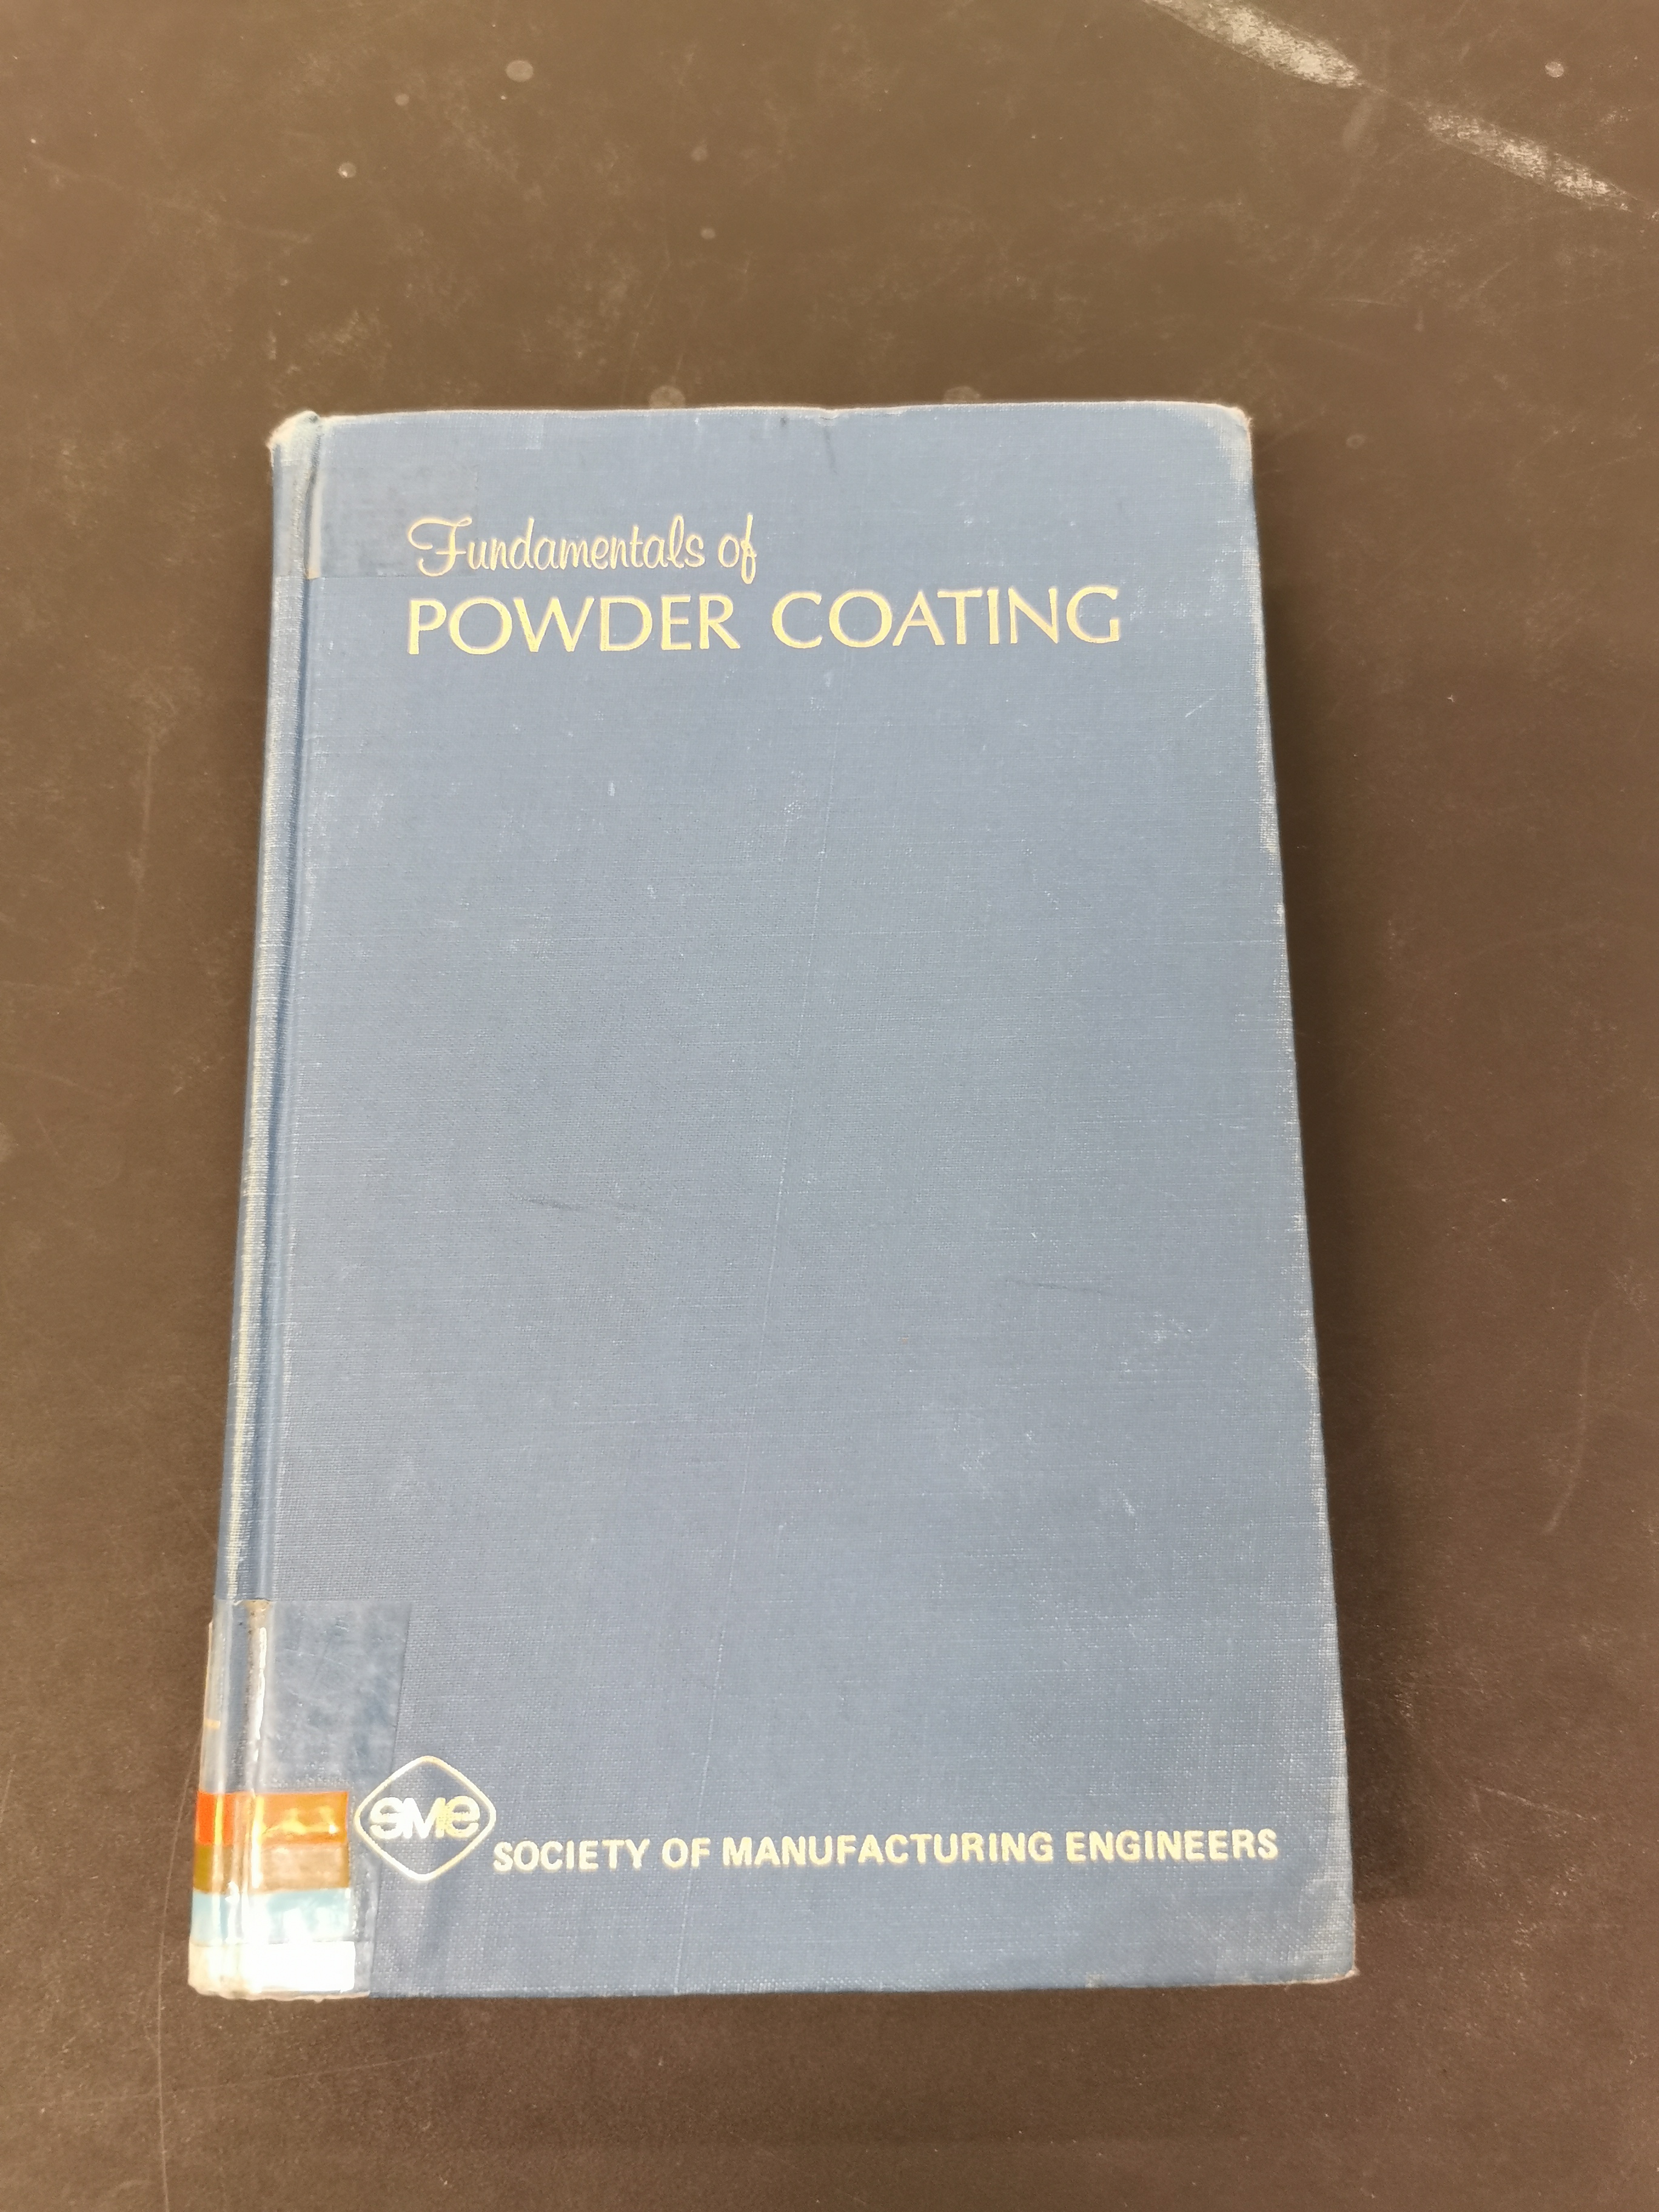 Fundamentals of
POWDER COATING
SME
SOCIETY OF MANUFACTURING ENGINEERS